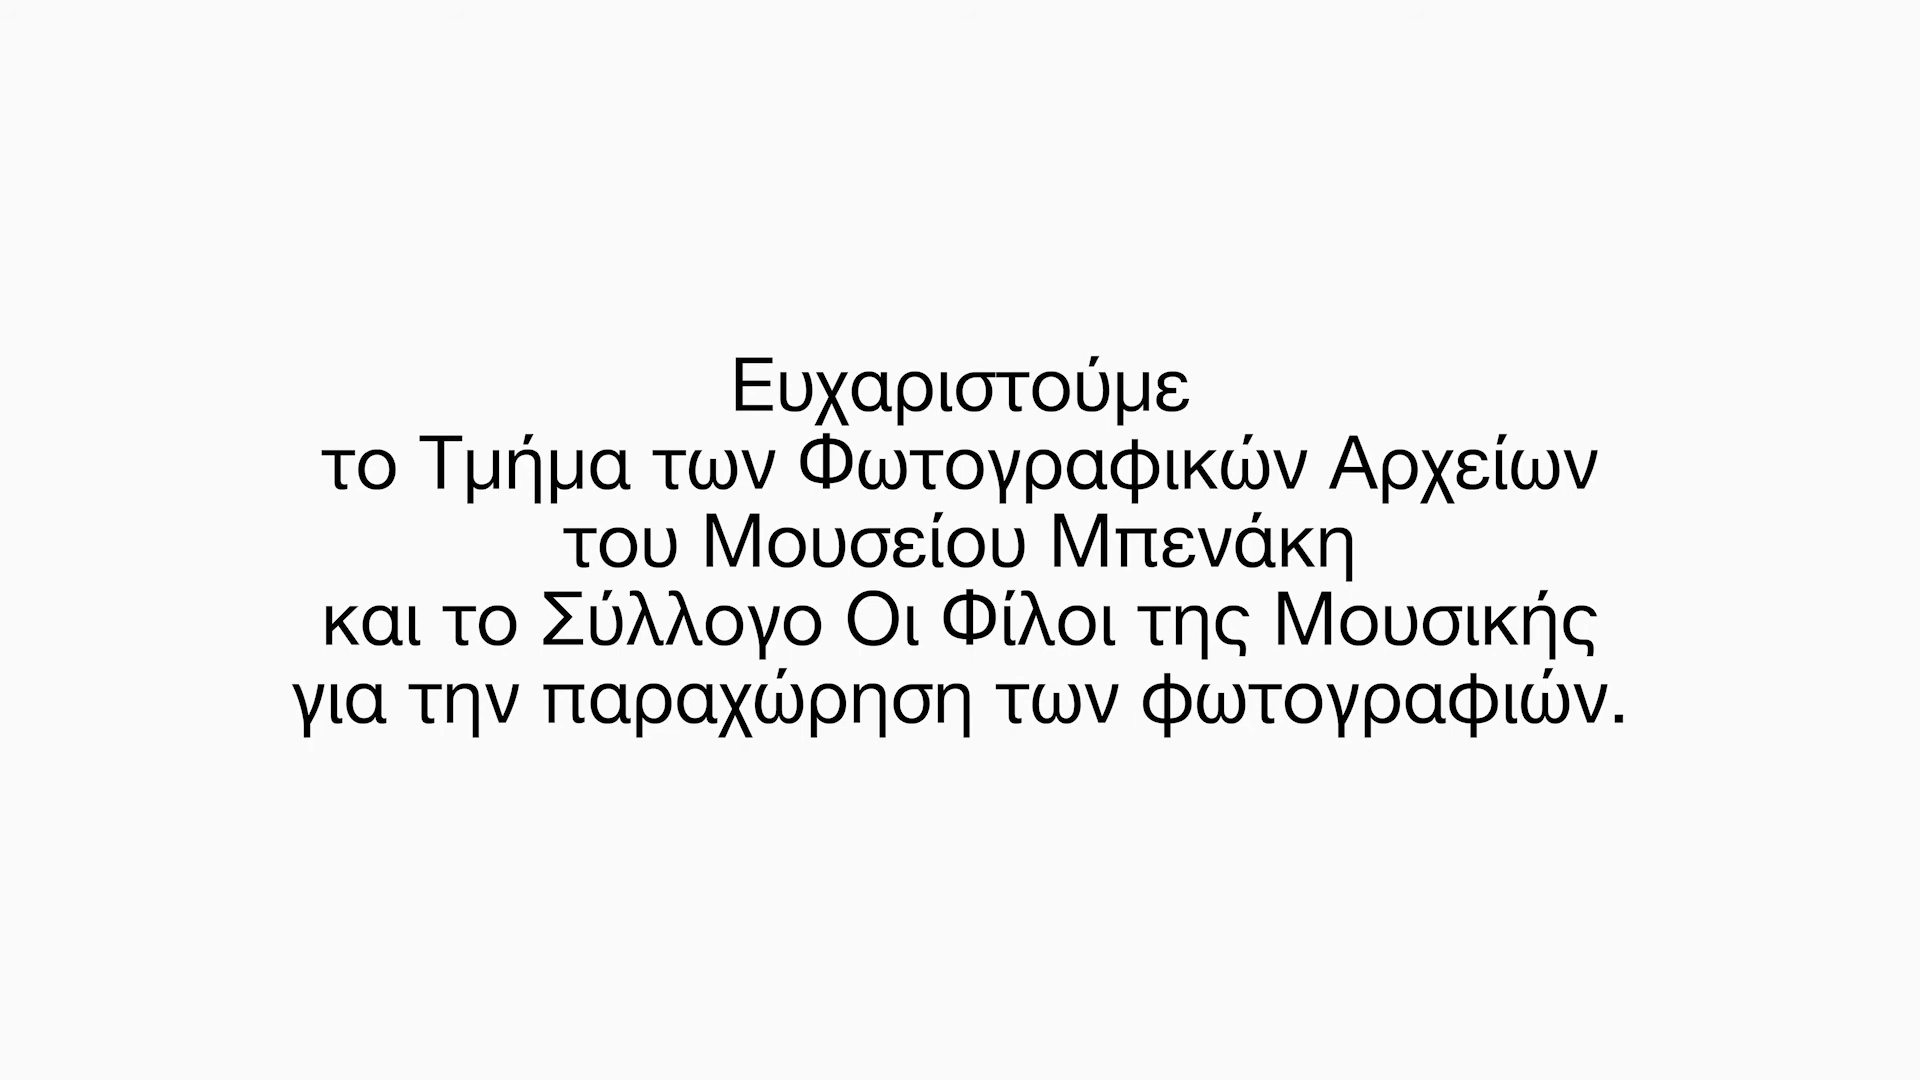 Ευχαριστούμε
το Τμήμα των Φωτογραφικών Αρχείων
του Μουσείου Μπενάκη
και το Σύλλογο Οι Φίλοι της Μουσικής
για την παραχώρηση των φωτογραφιών.